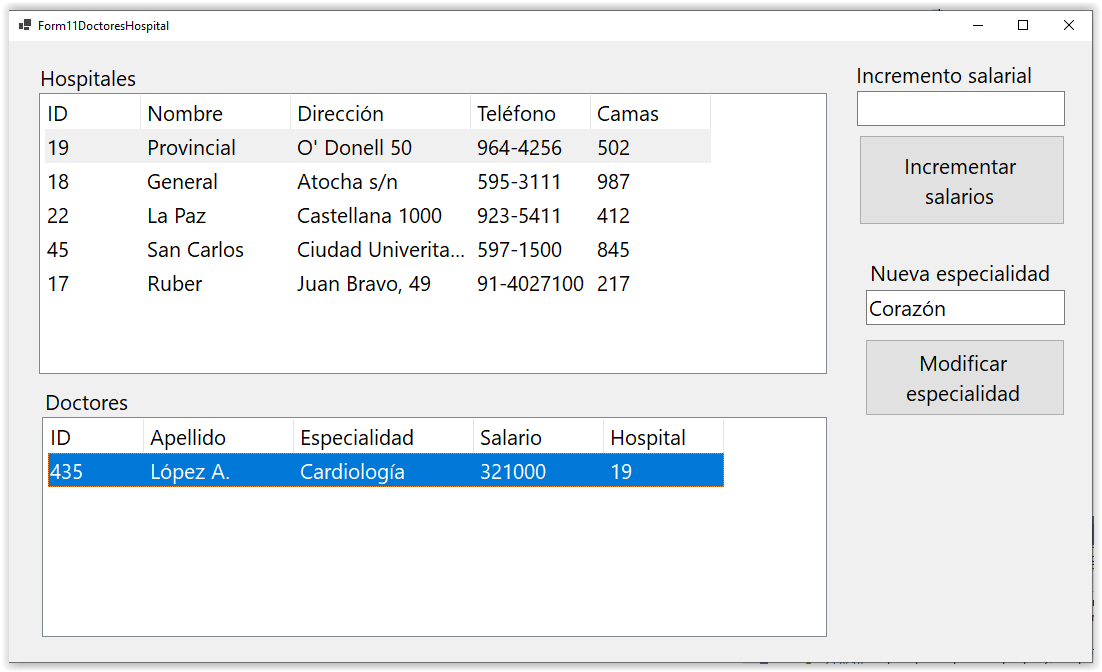 Form11DoctoresHospital
Hospitales
ID Nombre Dirección Teléfono Camas
19 Provincial O' Donell 50 964-4256 502
18 General Atocha s/n 595-3111 987
22 La Paz Castellana 1000 923-5411 412
45 San Carlos Ciudad Univerita... 597-1500 845
17 Ruber Juan Bravo, 49 91-4027100 217
Doctores
ID Apellido Especialidad Salario Hospital
435 López A. Cardiología 321000 19
Incremento salarial
Incrementar
salarios
Nueva especialidad
Corazón
Modificar
especialidad